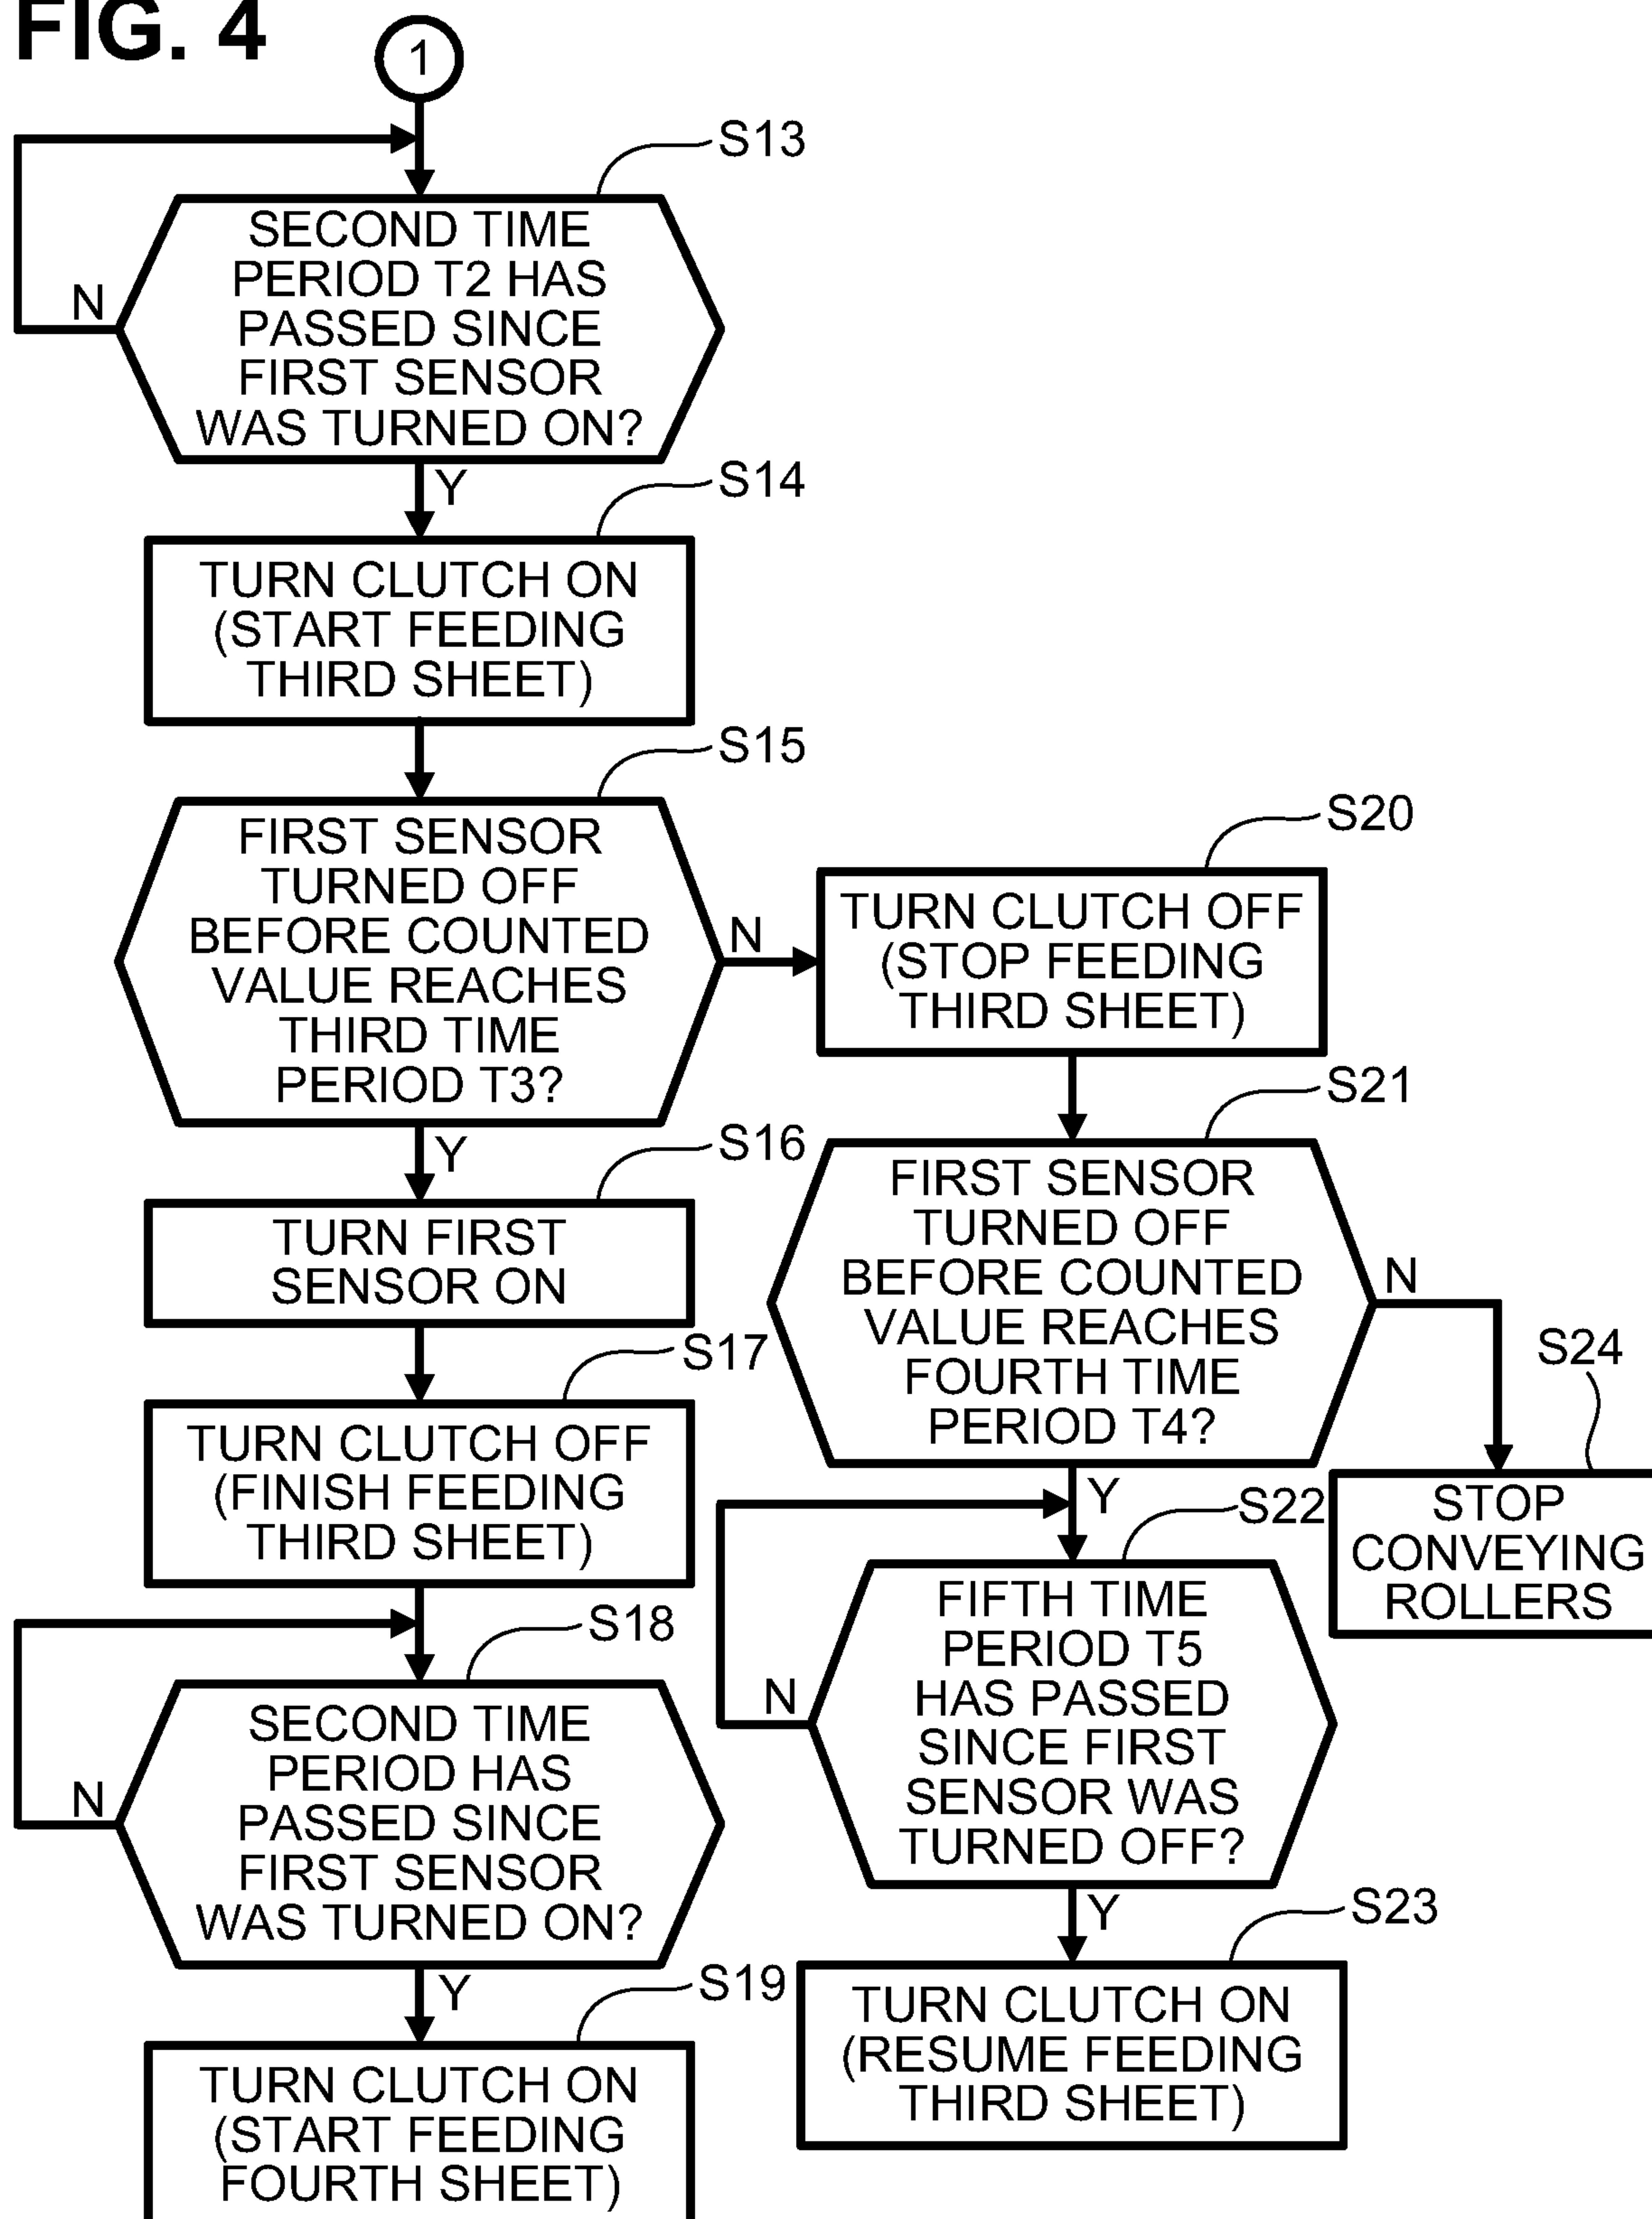 FIG. 4
1
S13
SECOND TIME
PERIOD T2 HAS
PASSED SINCE
FIRST SENSOR
WAS TURNED ON?
N
Y
S14
TURN CLUTCH ON
(START FEEDING
THIRD SHEET)
S15
FIRST SENSOR
TURNED OFF
BEFORE COUNTED
VALUE REACHES
THIRD TIME
PERIOD T3?
N
Y
S16
TURN FIRST
SENSOR ON
S17
TURN CLUTCH OFF
(FINISH FEEDING
THIRD SHEET)
S18
SECOND TIME
PERIOD HAS
PASSED SINCE
FIRST SENSOR
WAS TURNED ON?
N
Y
S19
TURN CLUTCH ON
(START FEEDING
FOURTH SHEET)
S20
TURN CLUTCH OFF
(STOP FEEDING
THIRD SHEET)
S21
FIRST SENSOR
TURNED OFF
BEFORE COUNTED
VALUE REACHES
FOURTH TIME
PERIOD T4?
N
Y
S24
STOP
CONVEYING
ROLLERS
S22
FIFTH TIME
PERIOD T5
HAS PASSED
SINCE FIRST
SENSOR WAS
TURNED OFF?
N
Y
S23
TURN CLUTCH ON
(RESUME FEEDING
THIRD SHEET)